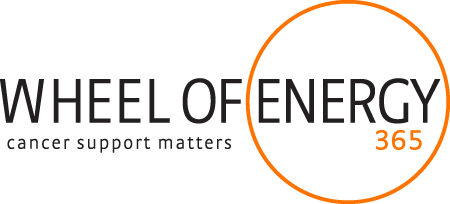 WHEEL OF ENERGY
cancer support matters 365